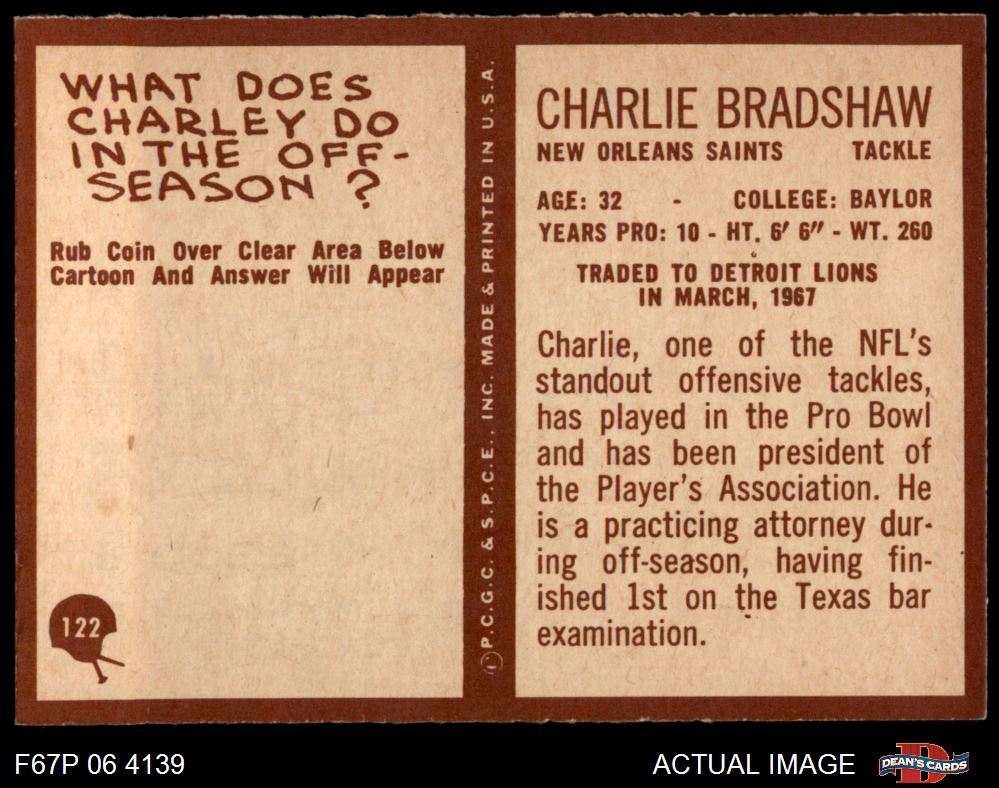 WHAT DOES
CHARLEY DO
IN THE OFF-
SEASON ?
Rub Coin Over Clear Area Below
Cartoon And Answer Will Appear
122
©P.C.G.C. & S.P.C.E., INC. MADE & PRINTED IN U.S.A.
CHARLIE BRADSHAW
NEW ORLEANS SAINTS TACKLE
AGE: 32 - COLLEGE: BAYLOR
YEARS PRO: 10 - HT. 6' 6" - WT. 260
TRADED TO DETROIT LIONS
IN MARCH, 1967
Charlie, one of the NFL's
standout offensive tackles,
has played in the Pro Bowl
and has been president of
the Player's Association. He
is a practicing attorney dur-
ing off-season, having fin-
ished 1st on the Texas bar
examination.
F67P 06 4139
ACTUAL IMAGE
DEAN'S CARDS